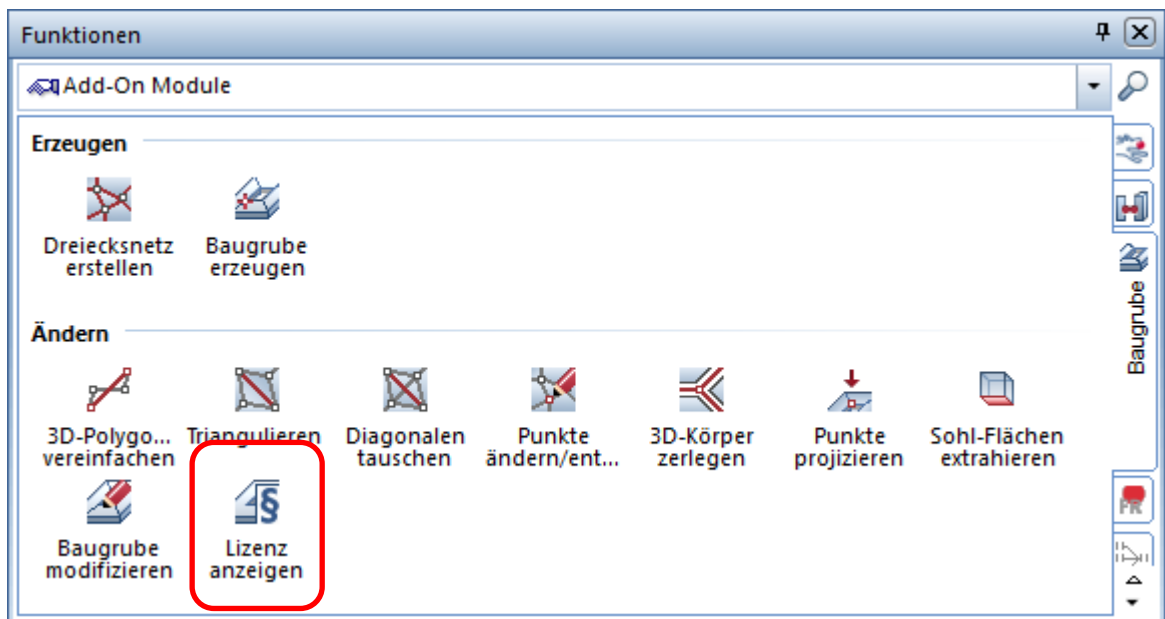 Funktionen
Add-On Module
Erzeugen
Dreiecksnetz
erstellen
Baugrube
erzeugen
Ändern
3D-Polygo...
vereinfachen
Triangulieren
Diagonalen
tauschen
Punkte
ändern/ent...
3D-Körper
zerlegen
Punkte
projizieren
Sohl-Flächen
extrahieren
Baugrube
modifizieren
§
Lizenz
anzeigen
Baugrube
FR